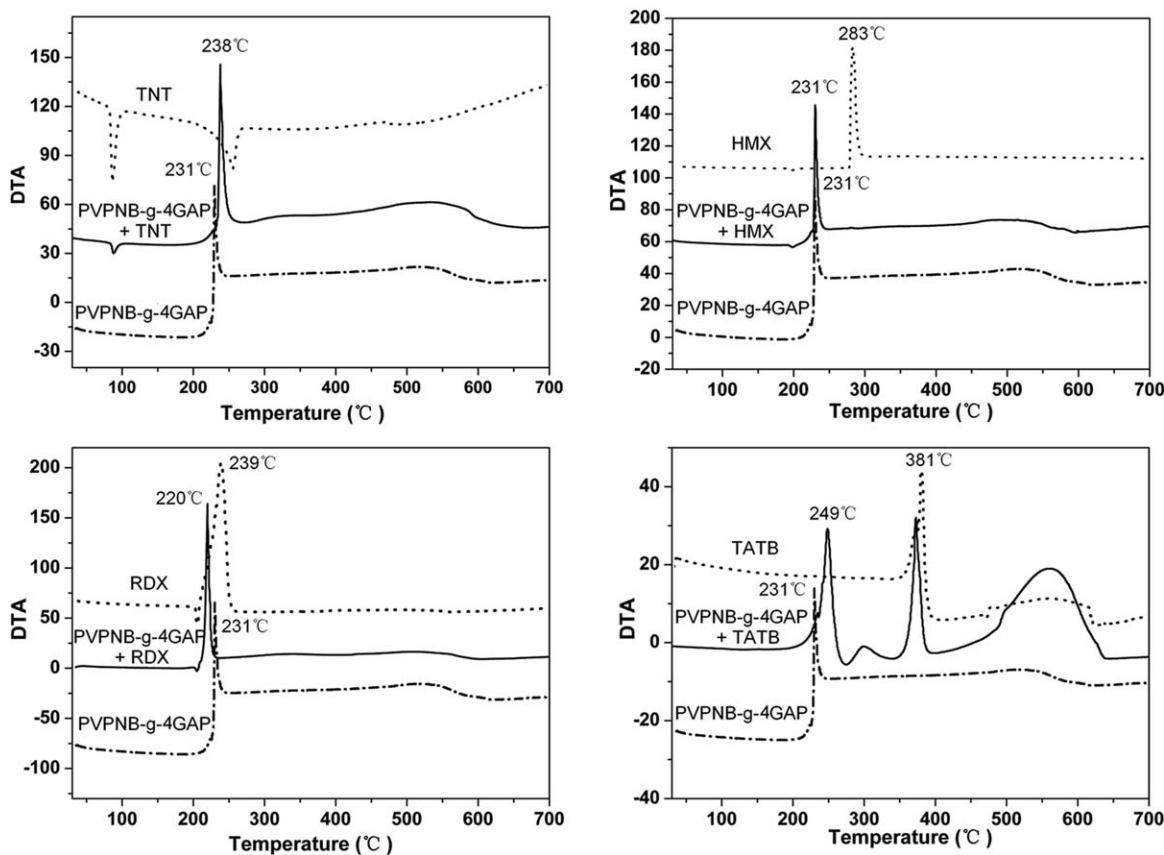 150
120
90
60
30
0
-30
DTA
238℃
TNT
231℃
PVPNB-g-4GAP
+ TNT
PVPNB-g-4GAP
100 200 300 400 500 600 700
Temperature (℃)
200
180
160
140
120
100
80
60
40
20
0
-20
DTA
283℃
231℃
HMX
231℃
PVPNB-g-4GAP
+ HMX
PVPNB-g-4GAP
100 200 300 400 500 600 700
Temperature(℃)
200
150
100
50
0
-50
-100
DTA
239℃
220℃
RDX
231℃
PVPNB-g-4GAP
+ RDX
PVPNB-g-4GAP
100 200 300 400 500 600 700
Temperature(℃)
40
20
0
-20
-40
DTA
381℃
249℃
TATB
231℃
PVPNB-g-4GAP
+ TATB
PVPNB-g-4GAP
100 200 300 400 500 600 700
Temperature(℃)